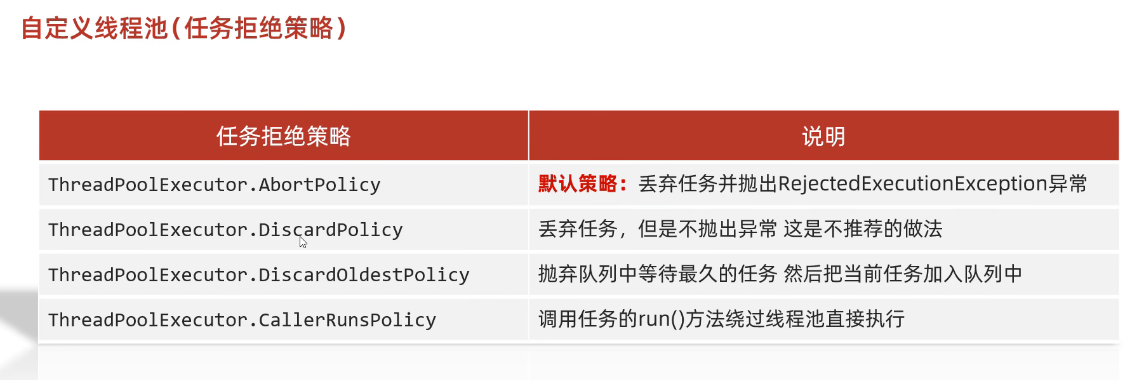 自定义线程池(任务拒绝策略)
任务拒绝策略 说明
ThreadPoolExecutor.AbortPolicy 默认策略：丢弃任务并抛出RejectedExecutionException异常
ThreadPoolExecutor.DiscardPolicy 丢弃任务，但是不抛出异常 这是不推荐的做法
ThreadPoolExecutor.DiscardOldestPolicy 抛弃队列中等待最久的任务 然后把当前任务加入队列中
ThreadPoolExecutor.CallerRunsPolicy 调用任务的run()方法绕过线程池直接执行